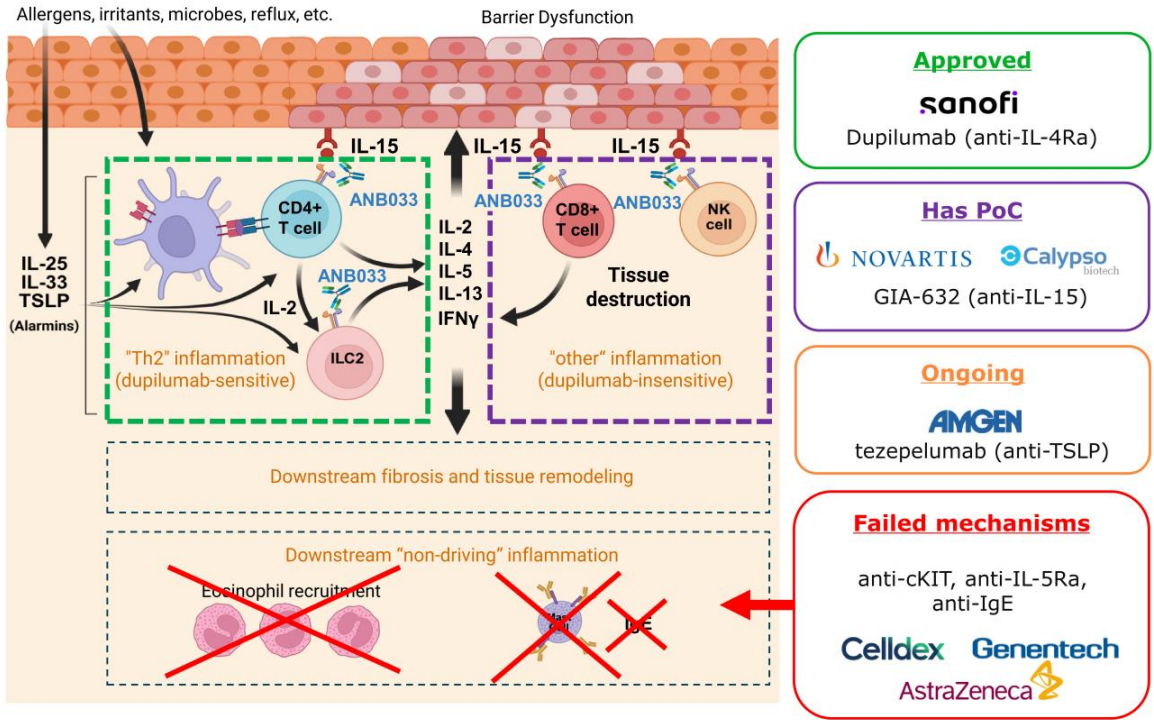 Allergens, irritants, microbes, reflux, etc.
Barrier Dysfunction
IL-15
IL-15
IL-15
ANB033
ANB033
ANB033
CD4+
T cell
CD8+
T cell
NK
cell
IL-25
IL-33
TSLP
(Alarmins)
ANB033
IL-2
ILC2
IL-2
IL-4
IL-5
IL-13
IFNγ
Tissue
destruction
"Th2" inflammation
(dupilumab-sensitive)
"other“ inflammation
(dupilumab-insensitive)
Downstream fibrosis and tissue remodeling
Downstream “non-driving” inflammation
Eosinophil recruitment
Mast
cell
IgE
Approved
sanofi
Dupilumab (anti-IL-4Ra)
Has PoC
NOVARTIS
Calypso
biotech
GIA-632 (anti-IL-15)
Ongoing
AMGEN
tezepelumab (anti-TSLP)
Failed mechanisms
anti-cKIT, anti-IL-5Ra,
anti-IgE
Celldex
Genentech
AstraZeneca